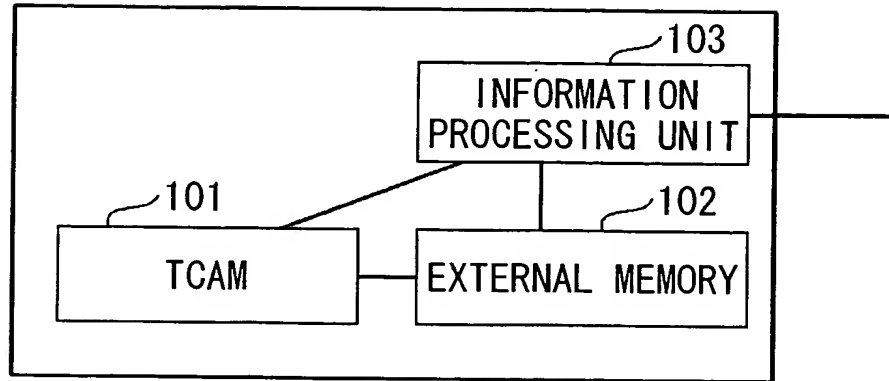 103
INFORMATION
PROCESSING UNIT
101
102
TCAM
EXTERNAL MEMORY